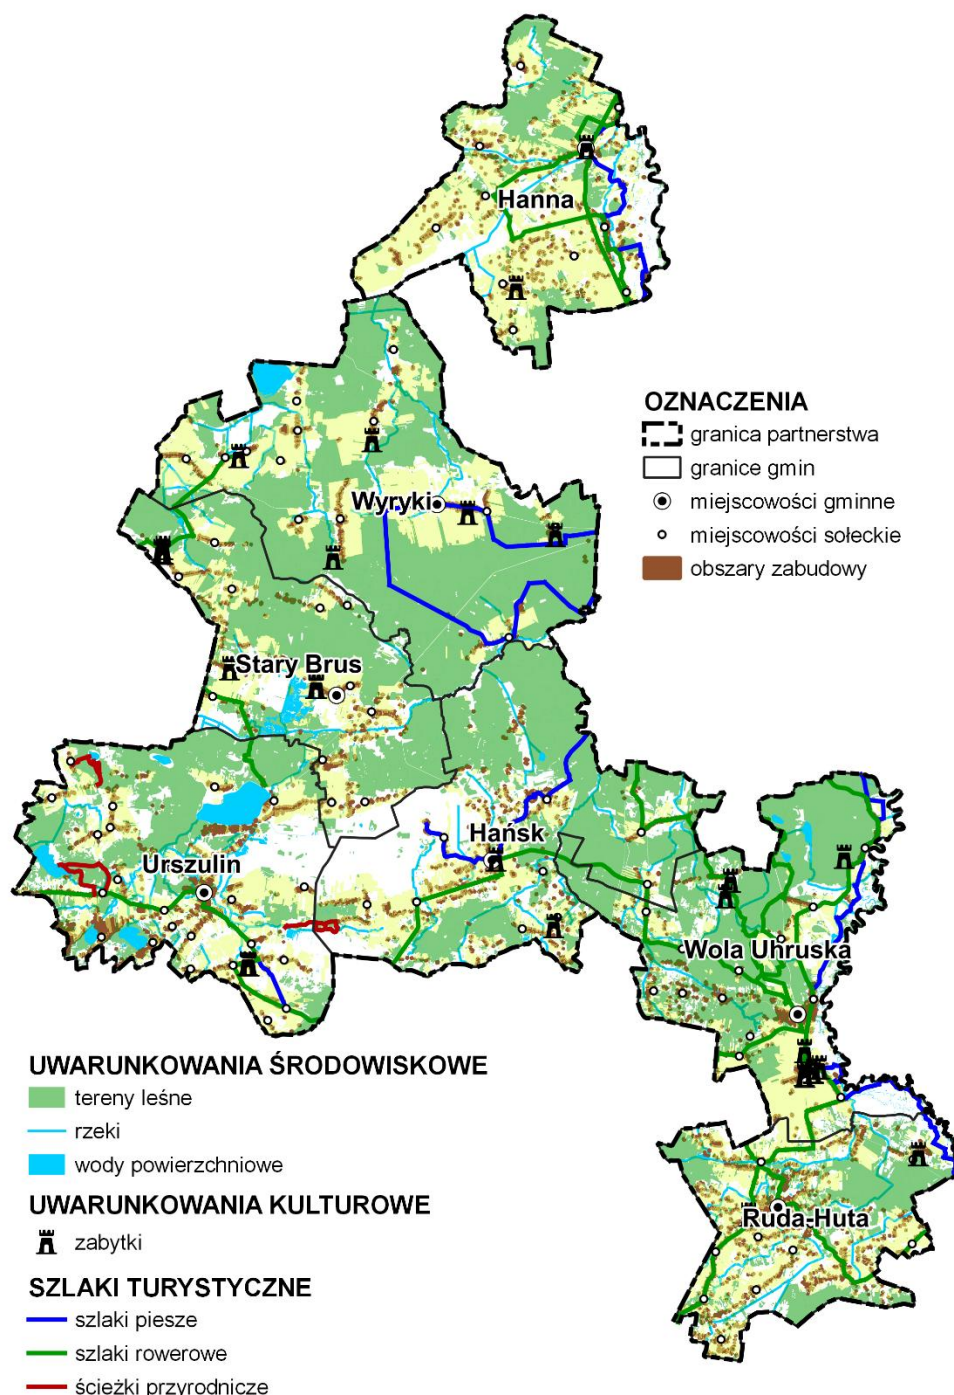 Hanna
OZNACZENIA
granica partnerstwa
granice gmin
miejscowości gminne
miejscowości sołeckie
obszary zabudowy
Wyryki
Stary Brus
Hańsk
Urszulin
Wola Uhruska
Ruda-Huta
UWARUNKOWANIA ŚRODOWISKOWE
tereny leśne
rzeki
wody powierzchniowe
UWARUNKOWANIA KULTUROWE
zabytki
SZLAKI TURYSTYCZNE
szlaki piesze
szlaki rowerowe
ścieżki przyrodnicze